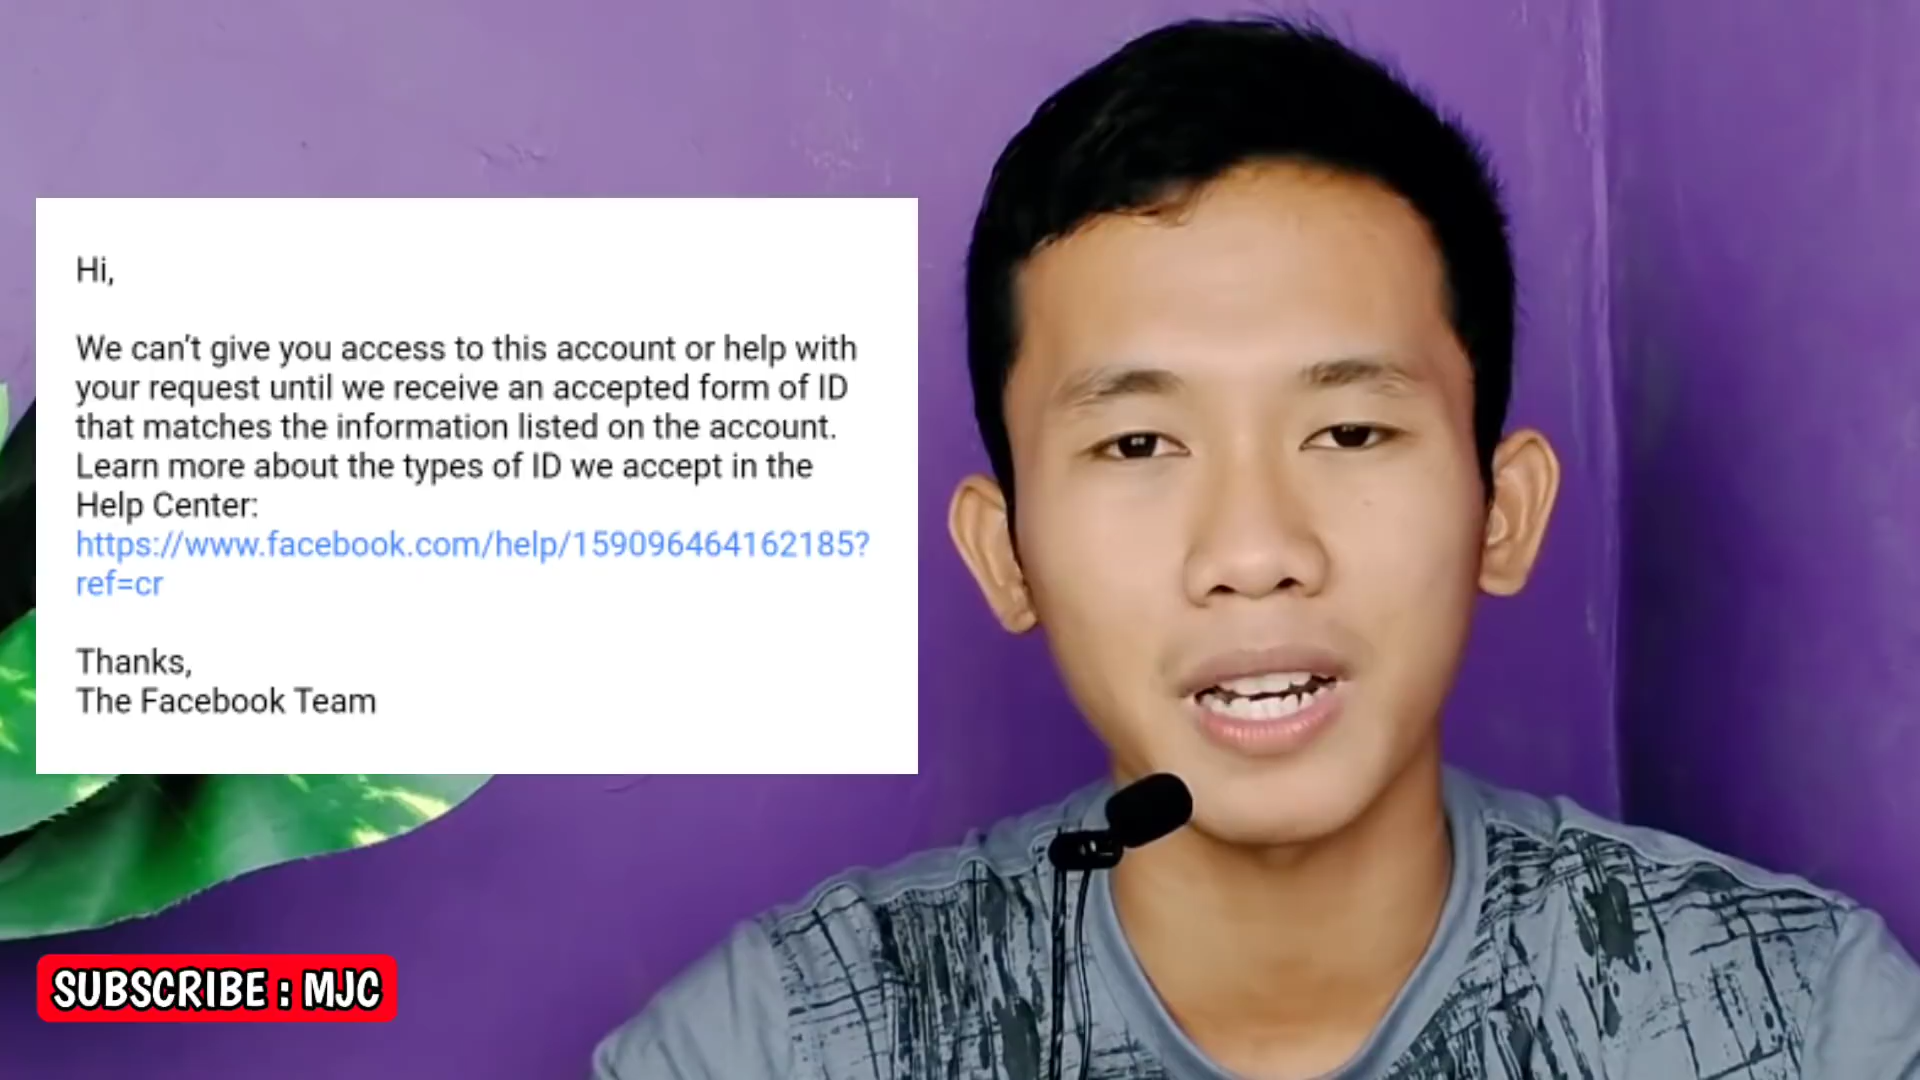 Hi,
We can't give you access to this account or help with
your request until we receive an accepted form of ID
that matches the information listed on the account.
Learn more about the types of ID we accept in the
Help Center:
https://www.facebook.com/help/159096464162185?
ref=cr
Thanks,
The Facebook Team
SUBSCRIBE : MJC